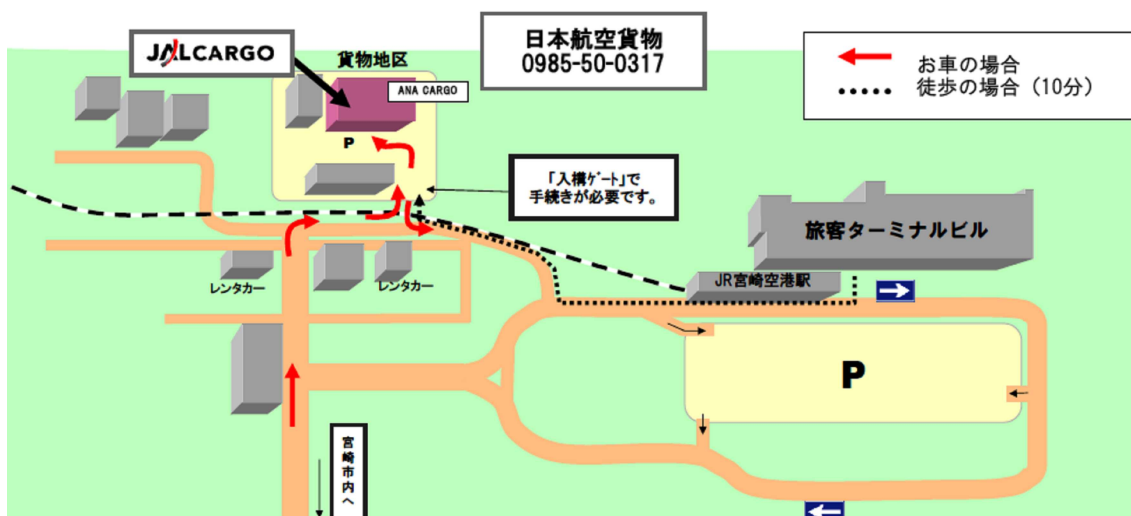 JALCARGO
貨物地区
ANA CARGO
P
日本航空貨物
0985-50-0317
お車の場合
徒歩の場合（10分）
「入構ｹﾞｰﾄ」で
手続きが必要です。
旅客ターミナルビル
JR宮崎空港駅
レンタカー
レンタカー
P
宮崎市内へ